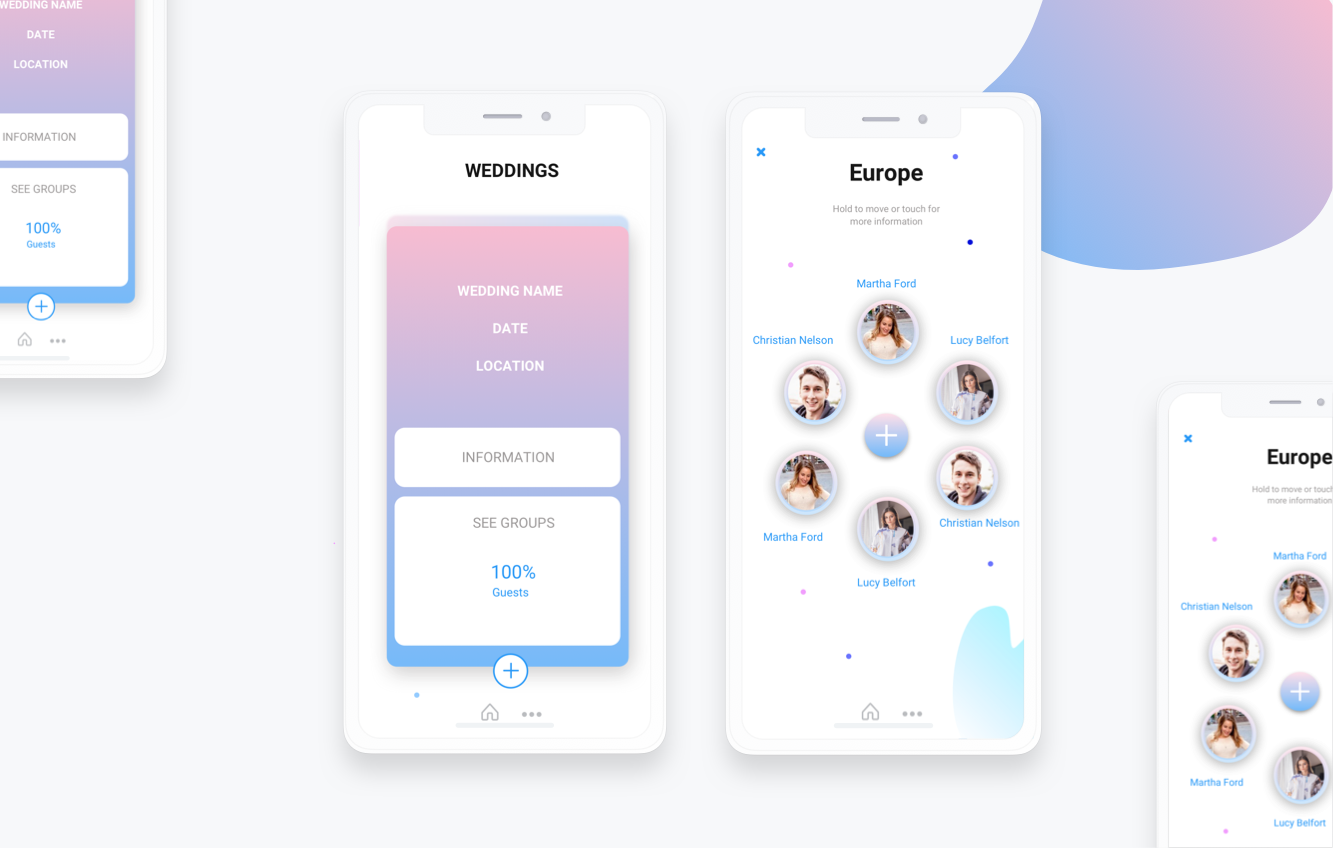 WEDDING NAME
DATE
LOCATION
INFORMATION
SEE GROUPS
100%
Guests
WEDDINGS
WEDDING NAME
DATE
LOCATION
INFORMATION
SEE GROUPS
100%
Guests
Europe
Hold to move or touch for
more information
Martha Ford
Christian Nelson
Lucy Belfort
Christian Nelson
Martha Ford
Lucy Belfort
Europe
Hold to move or touch
more information
Martha Ford
Christian Nelson
Martha Ford
Lucy Belfort